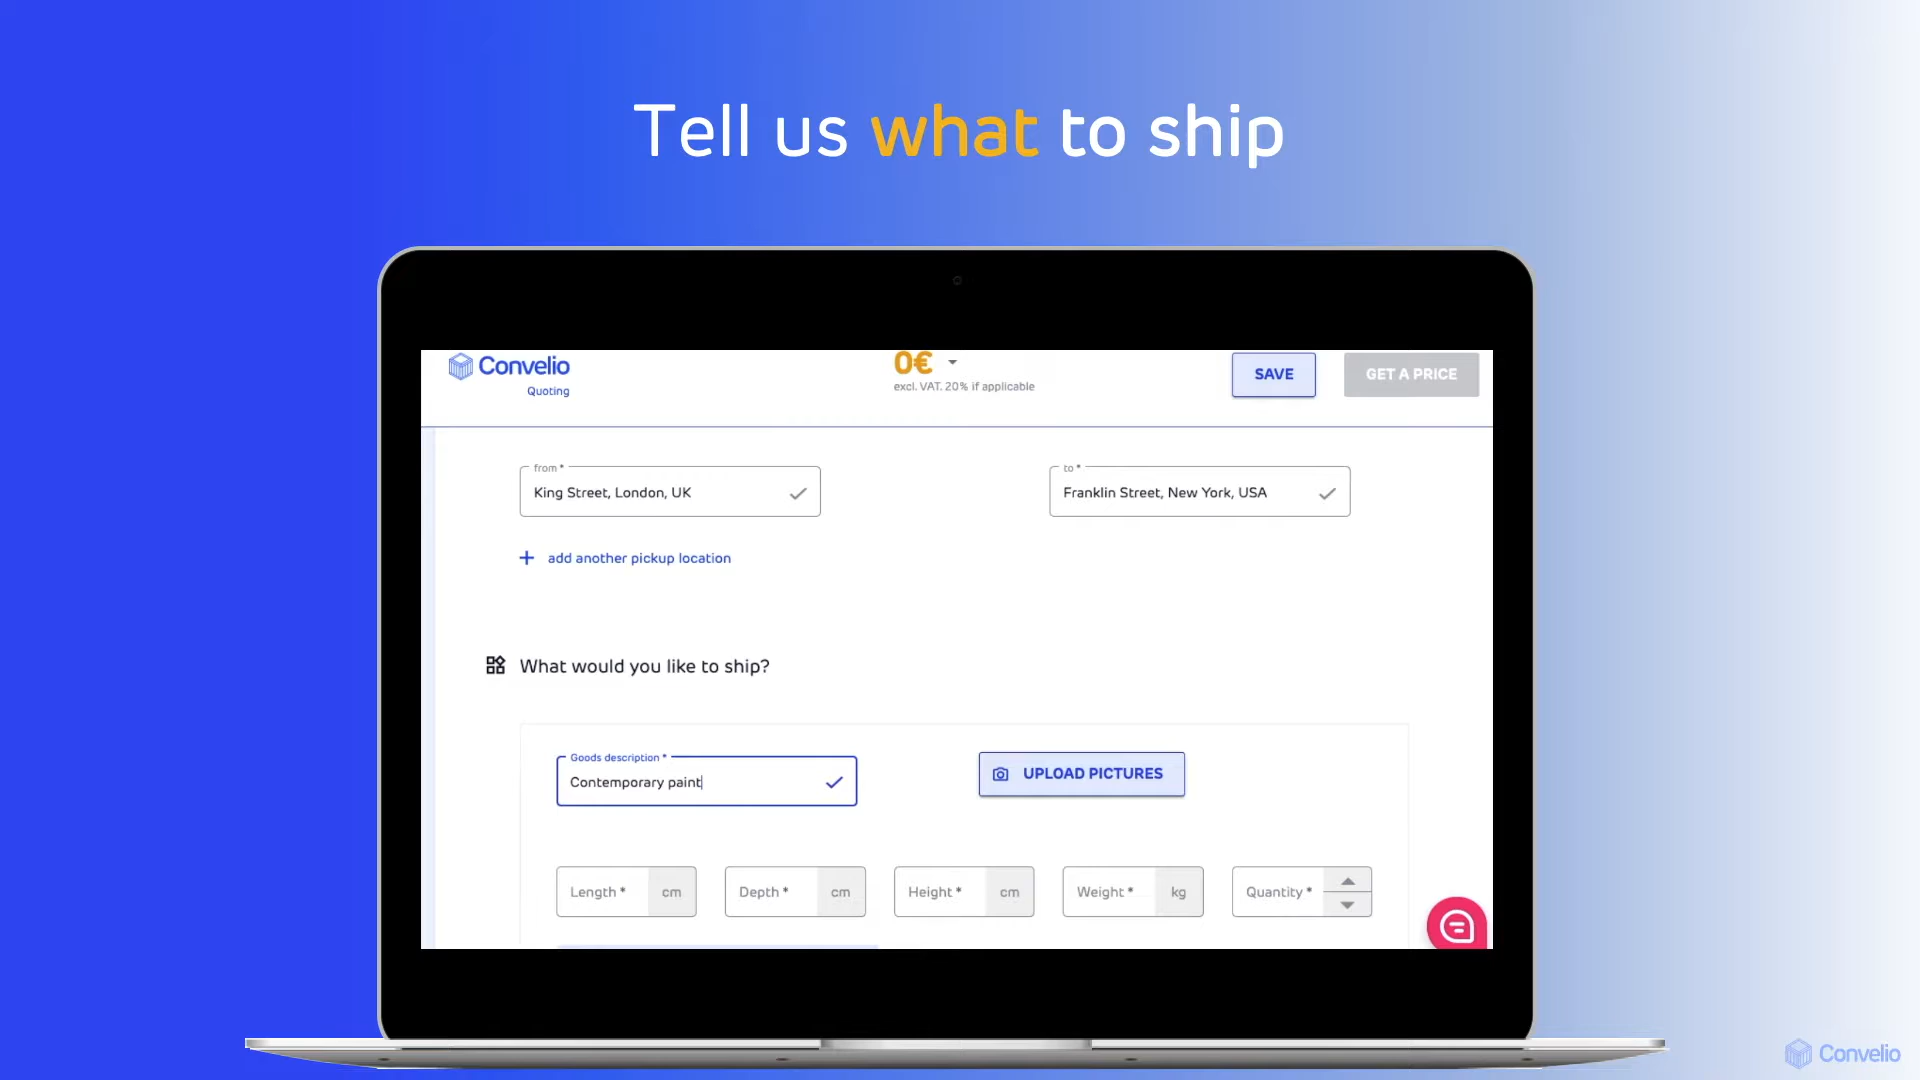 Tell us what to ship
Convelio
Quoting
0€
excl. VAT. 20% if applicable
SAVE
GET A PRICE
from *
King Street, London, UK
to *
Franklin Street, New York, USA
+ add another pickup location
What would you like to ship?
Goods description *
Contemporary paint
UPLOAD PICTURES
Length * cm
Depth * cm
Height * cm
Weight * kg
Quantity *
Convelio